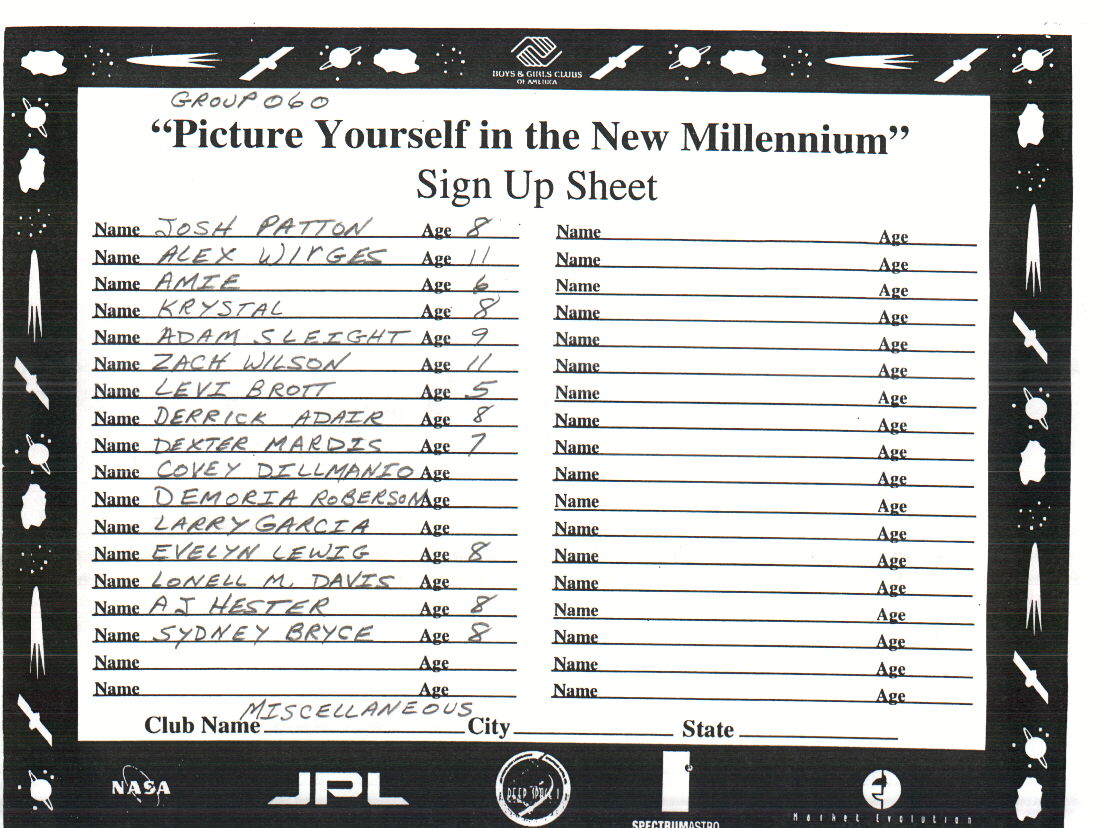 BOYS & GIRLS CLUBS
OF AMERICA
GROUP 060
“Picture Yourself in the New Millennium”
Sign Up Sheet
Name JOSH PATTON Age 8 Name Age
Name ALEX WIrGES Age 11 Name Age
Name AMIE Age 6 Name Age
Name KRYSTAL Age 8 Name Age
Name ADAM SLEIGHT Age 9 Name Age
Name ZACH WILSON Age 11 Name Age
Name LEVI BROTT Age 5 Name Age
Name DERRICK ADAIR Age 8 Name Age
Name DEXTER MARDIS Age 7 Name Age
Name COVEY DILLMANIO Age Name Age
Name DEMORIA ROBERSON Age Name Age
Name LARRY GARCIA Age Name Age
Name EVELYN LEWIG Age 8 Name Age
Name LONELL M. DAVIS Age Name Age
Name AJ HESTER Age 8 Name Age
Name SYDNEY BRYCE Age 8 Name Age
Name Age Name Age
Name Age Name Age
Club Name MISCELLANEOUS City State
NASA JPL DEEP SPACE 1 SPECTRUMASTRO Market Evolution